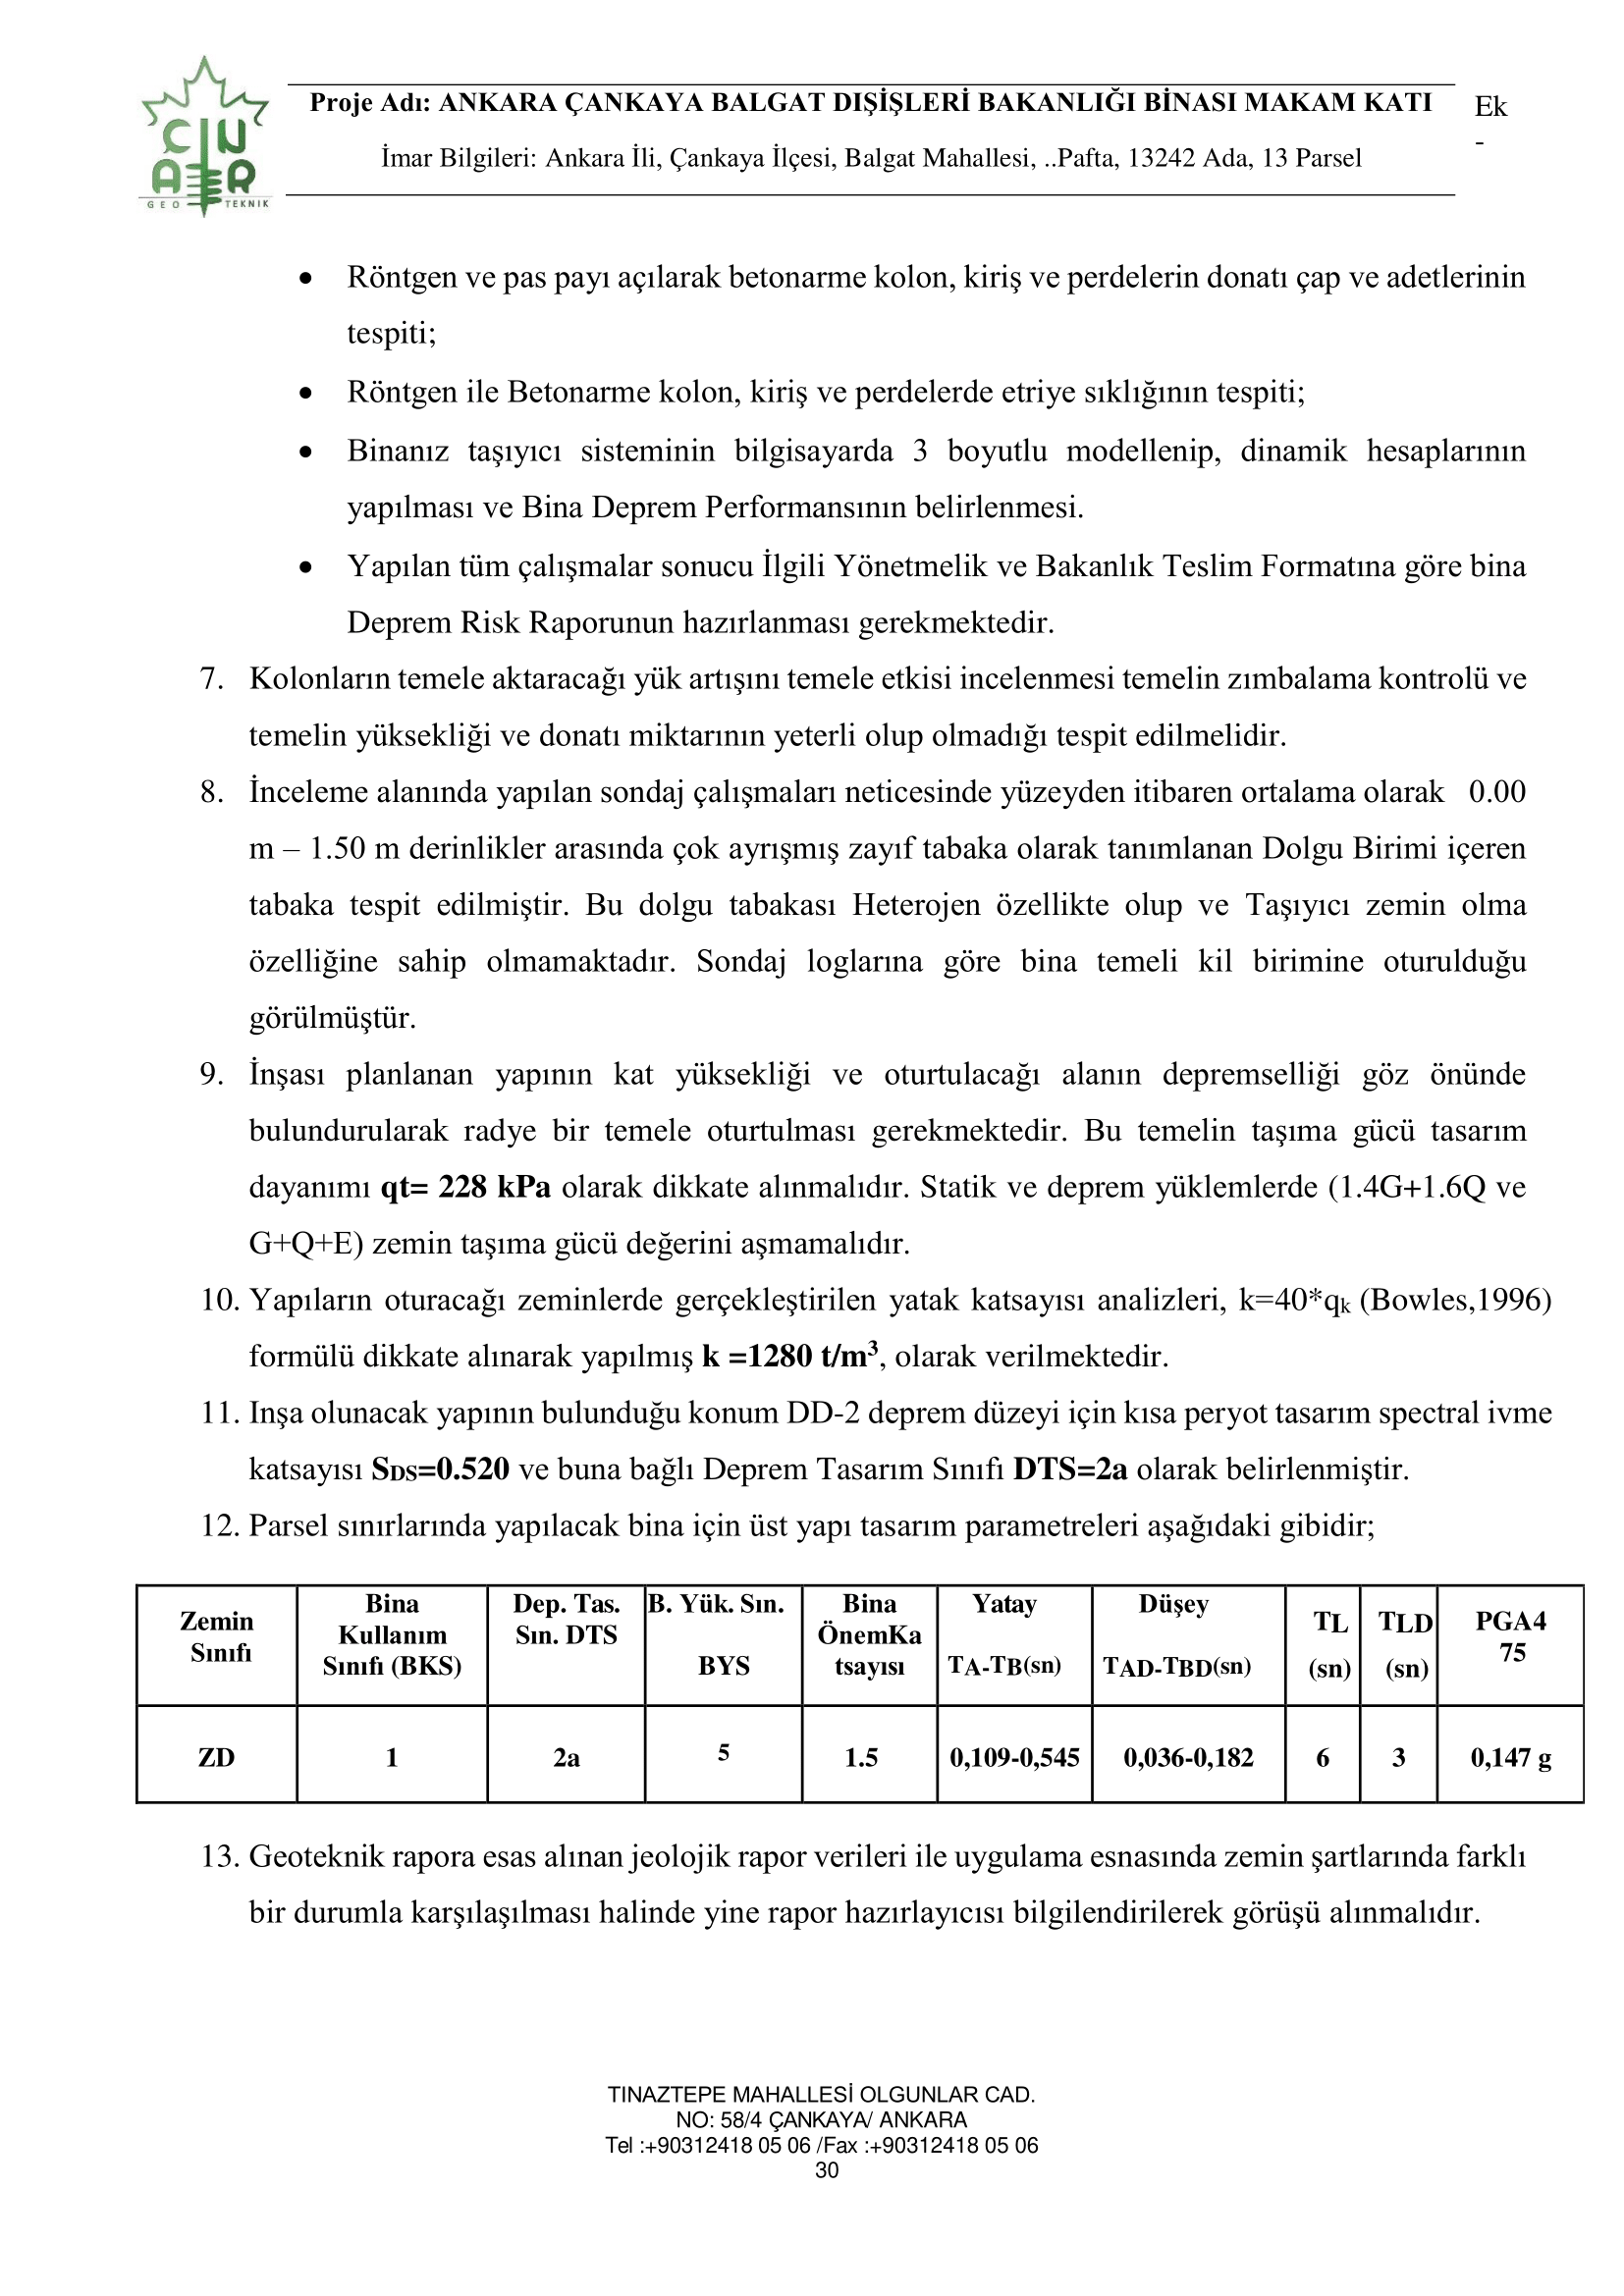 ÇINAR
GEO TEKNIK
Proje Adı: ANKARA ÇANKAYA BALGAT DIŞİŞLERİ BAKANLIĞI BİNASI MAKAM KATI
İmar Bilgileri: Ankara İli, Çankaya İlçesi, Balgat Mahallesi, ..Pafta, 13242 Ada, 13 Parsel
Ek
-
• Röntgen ve pas payı açılarak betonarme kolon, kiriş ve perdelerin donatı çap ve adetlerinin
tespiti;
• Röntgen ile Betonarme kolon, kiriş ve perdelerde etriye sıklığının tespiti;
• Binanız taşıyıcı sisteminin bilgisayarda 3 boyutlu modellenip, dinamik hesaplarının
yapılması ve Bina Deprem Performansının belirlenmesi.
• Yapılan tüm çalışmalar sonucu İlgili Yönetmelik ve Bakanlık Teslim Formatına göre bina
Deprem Risk Raporunun hazırlanması gerekmektedir.
7. Kolonların temele aktaracağı yük artışını temele etkisi incelenmesi temelin zımbalama kontrolü ve
temelin yüksekliği ve donatı miktarının yeterli olup olmadığı tespit edilmelidir.
8. İnceleme alanında yapılan sondaj çalışmaları neticesinde yüzeyden itibaren ortalama olarak 0.00
m – 1.50 m derinlikler arasında çok ayrışmış zayıf tabaka olarak tanımlanan Dolgu Birimi içeren
tabaka tespit edilmiştir. Bu dolgu tabakası Heterojen özellikte olup ve Taşıyıcı zemin olma
özelliğine sahip olmamaktadır. Sondaj loglarına göre bina temeli kil birimine oturulduğu
görülmüştür.
9. İnşası planlanan yapının kat yüksekliği ve oturtulacağı alanın depremselliği göz önünde
bulundurularak radye bir temele oturtulması gerekmektedir. Bu temelin taşıma gücü tasarım
dayanımı qt= 228 kPa olarak dikkate alınmalıdır. Statik ve deprem yüklemlerde (1.4G+1.6Q ve
G+Q+E) zemin taşıma gücü değerini aşmamalıdır.
10. Yapıların oturacağı zeminlerde gerçekleştirilen yatak katsayısı analizleri, k=40*qk (Bowles,1996)
formülü dikkate alınarak yapılmış k =1280 t/m³, olarak verilmektedir.
11. Inşa olunacak yapının bulunduğu konum DD-2 deprem düzeyi için kısa peryot tasarım spectral ivme
katsayısı SDS=0.520 ve buna bağlı Deprem Tasarım Sınıfı DTS=2a olarak belirlenmiştir.
12. Parsel sınırlarında yapılacak bina için üst yapı tasarım parametreleri aşağıdaki gibidir;
Zemin
Sınıfı
Bina
Kullanım
Sınıfı (BKS)
Dep. Tas.
Sın. DTS
B. Yük. Sın.
BYS
Bina
ÖnemKa
tsayısı
Yatay
TA-TB(sn)
Düşey
TAD-TBD(sn)
TL
(sn)
TLD
(sn)
PGA4
75
ZD 1 2a 5 1.5 0,109-0,545 0,036-0,182 6 3 0,147 g
13. Geoteknik rapora esas alınan jeolojik rapor verileri ile uygulama esnasında zemin şartlarında farklı
bir durumla karşılaşılması halinde yine rapor hazırlayıcısı bilgilendirilerek görüşü alınmalıdır.
TINAZTEPE MAHALLESİ OLGUNLAR CAD.
NO: 58/4 ÇANKAYA/ ANKARA
Tel :+90312418 05 06 /Fax :+90312418 05 06
30